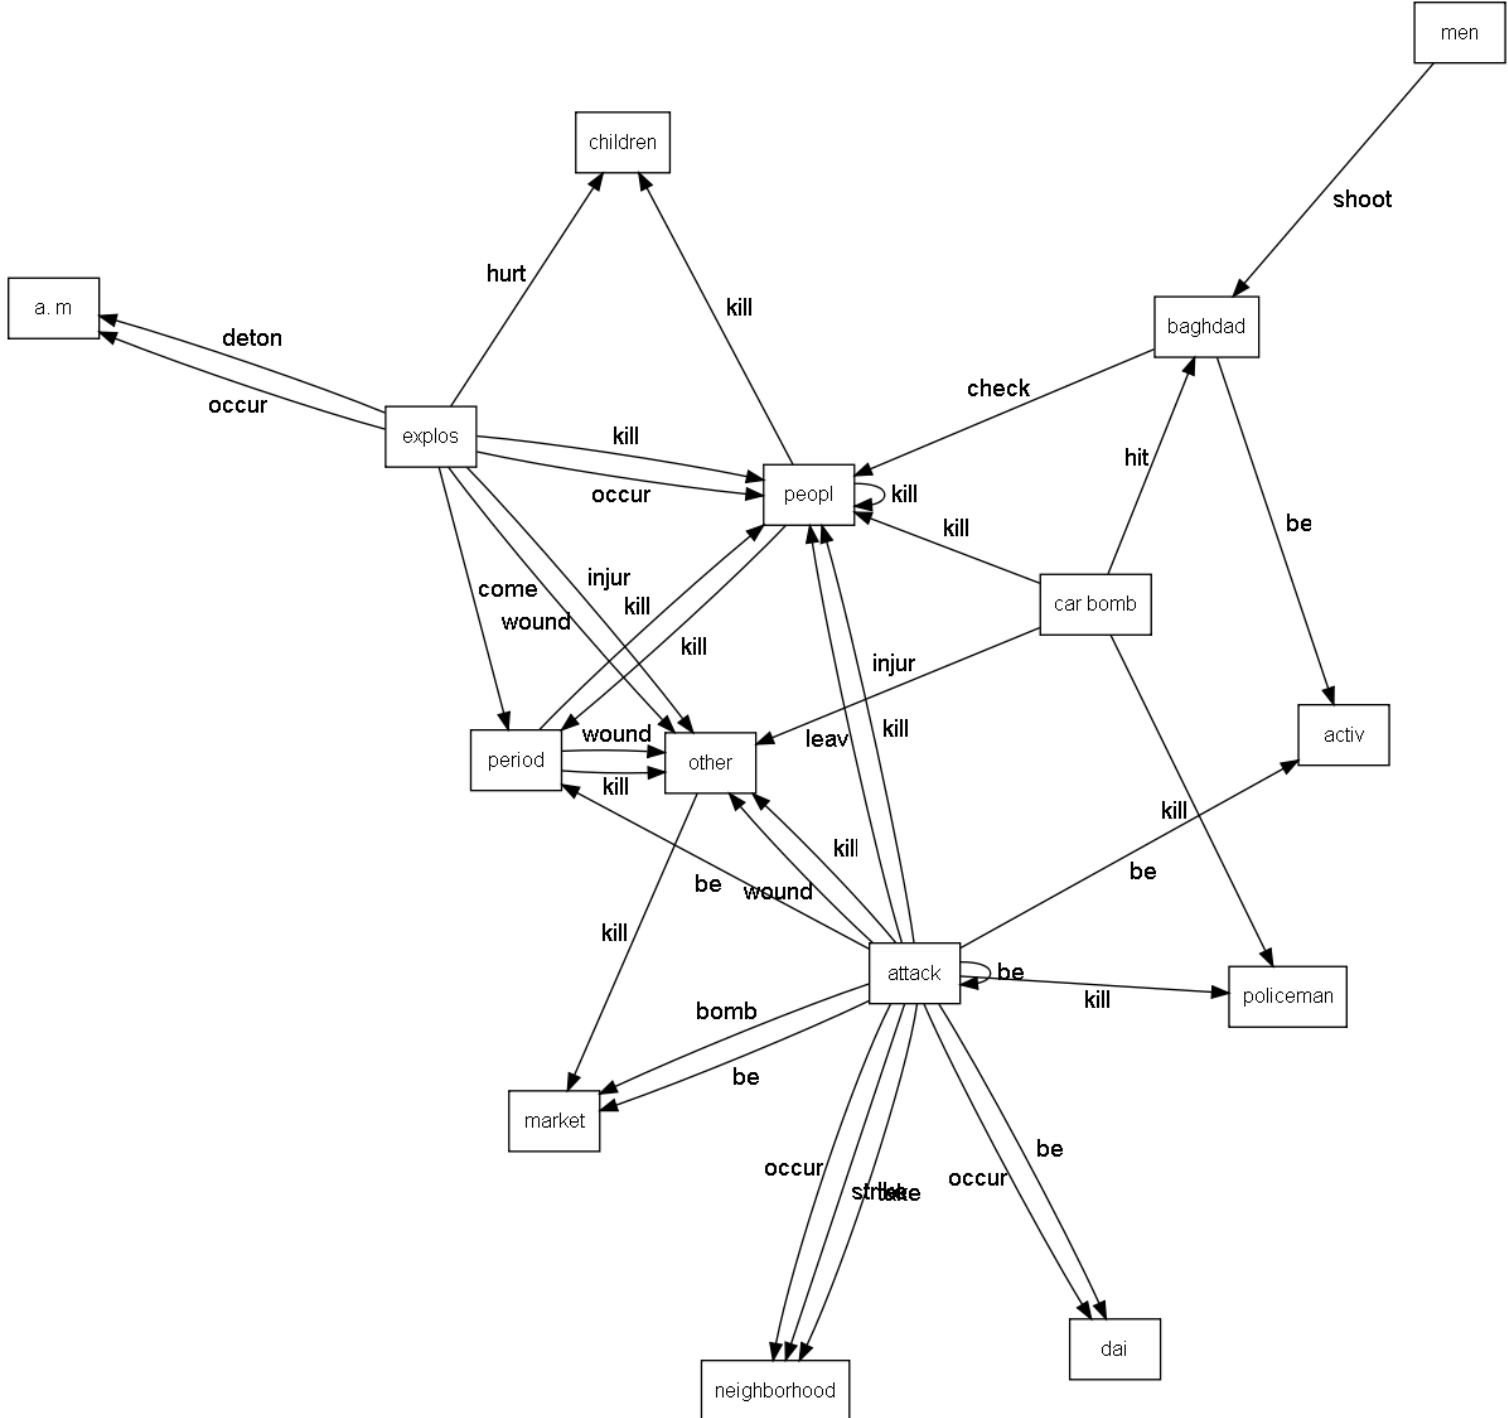 men
children
shoot
hurt
a. m
kill
baghdad
deton
check
occur
explos
kill
hit
occur
peopl
kill
kill
be
injur
come
kill
wound
car bomb
kill
injur
wound
leav
kill
activ
period
other
kill
kill
kill
be
be
wound
kill
attack
be
policeman
kill
bomb
be
market
be
occur
occur
strike
take
dai
neighborhood